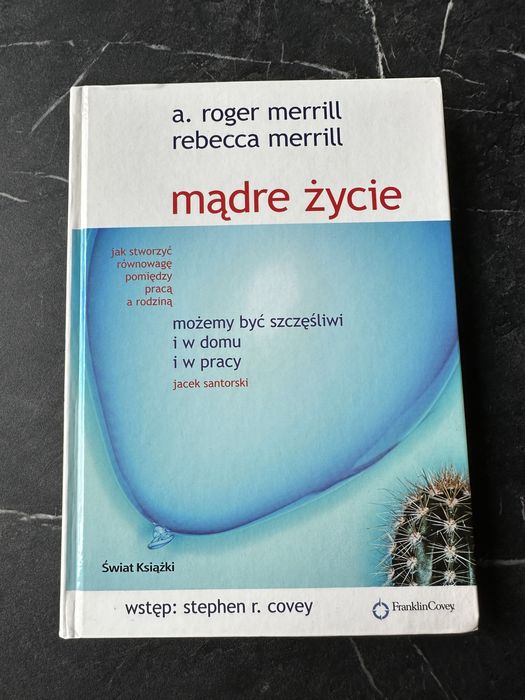 a. roger merrill
rebecca merrill
mądre życie
jak stworzyć
równowagę
pomiędzy
pracą
a rodziną
możemy być szczęśliwi
i w domu
i w pracy
jacek santorski
Świat Książki
wstęp: stephen r. covey
FranklinCovey